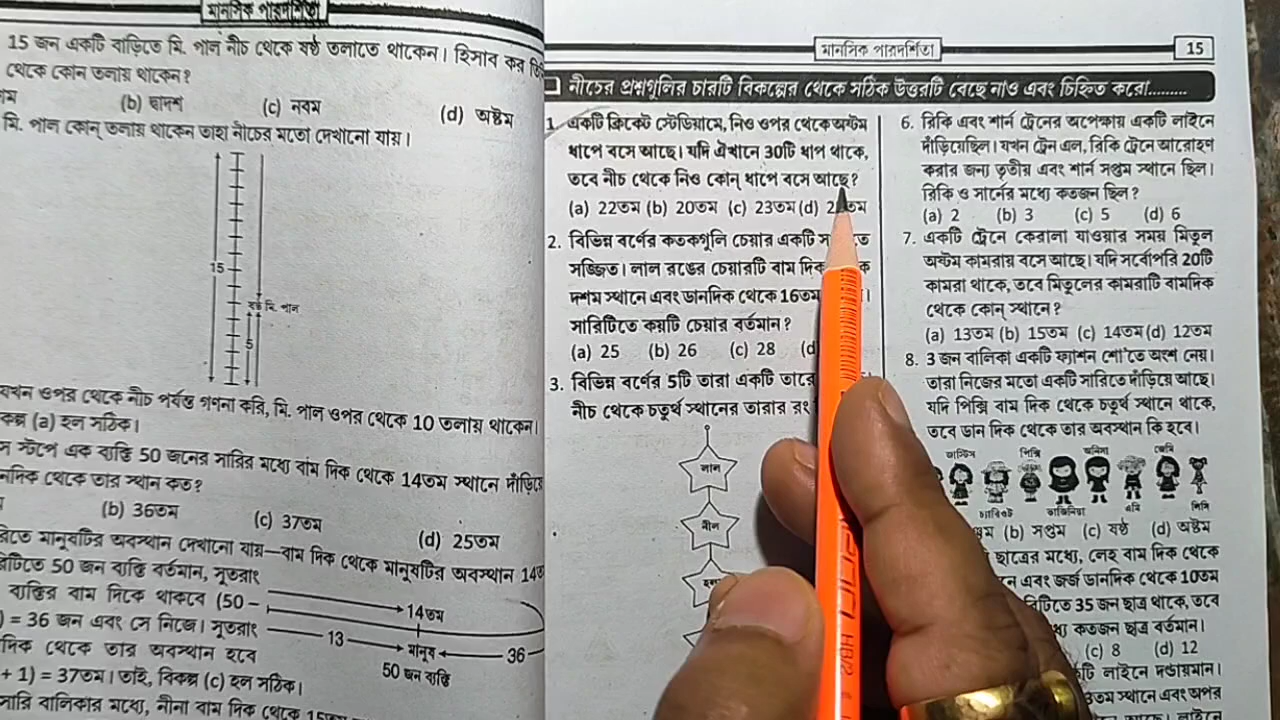 মানসিক পারদর্শিতা
15 জন একটি বাড়িতে মি. পাল নীচ থেকে ষষ্ঠ তলাতে থাকেন। হিসাব কর
থেকে কোন তলায় থাকেন?
(b) দ্বাদশ (c) নবম (d) অষ্টম
মি. পাল কোন্ তলায় থাকেন তাহা নীচের মতো দেখানো যায়।
15
ষষ্ঠ মি. পাল
5
যখন ওপর থেকে নীচ পর্যন্ত গণনা করি, মি. পাল ওপর থেকে 10 তলায় থাকেন।
(a) হল সঠিক।
স্টপে এক ব্যক্তি 50 জনের সারির মধ্যে বাম দিক থেকে 14তম স্থানে দাঁড়িয়ে
দিক থেকে তার স্থান কত?
(b) 36তম (c) 37তম (d) 25তম
মানুষটির অবস্থান দেখানো যায়—বাম দিক থেকে মানুষটির অবস্থান 14
50 জন ব্যক্তি বর্তমান, সুতরাং
ব্যক্তির বাম দিকে থাকবে (50 –
) = 36 জন এবং সে নিজে। সুতরাং
দিক থেকে তার অবস্থান হবে
+ 1) = 37তম। তাই, বিকল্প (c) হল সঠিক।
14তম
13 মানুষ 36
50 জন ব্যক্তি
সারি বালিকার মধ্যে, নীনা বাম দিক থেকে
মানসিক পারদর্শিতা 15
নীচের প্রশ্নগুলির চারটি বিকল্পের থেকে সঠিক উত্তরটি বেছে নাও এবং চিহ্নিত করো.........
1. একটি ক্রিকেট স্টেডিয়ামে, নিও ওপর থেকে অষ্টম
ধাপে বসে আছে। যদি ঐখানে 30টি ধাপ থাকে,
তবে নীচ থেকে নিও কোন্ ধাপে বসে আছে?
(a) 22তম (b) 20তম (c) 23তম (d)
2. বিভিন্ন বর্ণের কতকগুলি চেয়ার একটি
সজ্জিত। লাল রঙের চেয়ারটি বাম দিক
দশম স্থানে এবং ডানদিক থেকে 16তম
সারিটিতে কয়টি চেয়ার বর্তমান?
(a) 25 (b) 26 (c) 28
3. বিভিন্ন বর্ণের 5টি তারা একটি তারে
নীচ থেকে চতুর্থ স্থানের তারার রং
লাল
নীল
6. রিকি এবং শার্ন ট্রেনের অপেক্ষায় একটি লাইনে
দাঁড়িয়েছিল। যখন ট্রেন এল, রিকি ট্রেনে আরোহণ
করার জন্য তৃতীয় এবং শার্ন সপ্তম স্থানে ছিল।
রিকি ও সার্নের মধ্যে কতজন ছিল?
(a) 2 (b) 3 (c) 5 (d) 6
7. একটি ট্রেনে কেরালা যাওয়ার সময় মিতুল
অষ্টম কামরায় বসে আছে। যদি সর্বোপরি 20টি
কামরা থাকে, তবে মিতুলের কামরাটি বামদিক
থেকে কোন্ স্থানে?
(a) 13তম (b) 15তম (c) 14তম (d) 12তম
8. 3 জন বালিকা একটি ফ্যাশন শো'তে অংশ নেয়।
তারা নিজের মতো একটি সারিতে দাঁড়িয়ে আছে।
যদি পিঙ্কি বাম দিক থেকে চতুর্থ স্থানে থাকে,
তবে ডান দিক থেকে তার অবস্থান কি হবে।
পিঙ্কি
(b) সপ্তম (c) ষষ্ঠ (d) অষ্টম
ছাত্রের মধ্যে, নেহ বাম দিক থেকে
এবং জর্জ ডানদিক থেকে 10তম
35 জন ছাত্র থাকে, তবে
কতজন ছাত্র বর্তমান।
(c) 8 (d) 12
লাইনে দণ্ডায়মান।
স্থানে এবং অপর